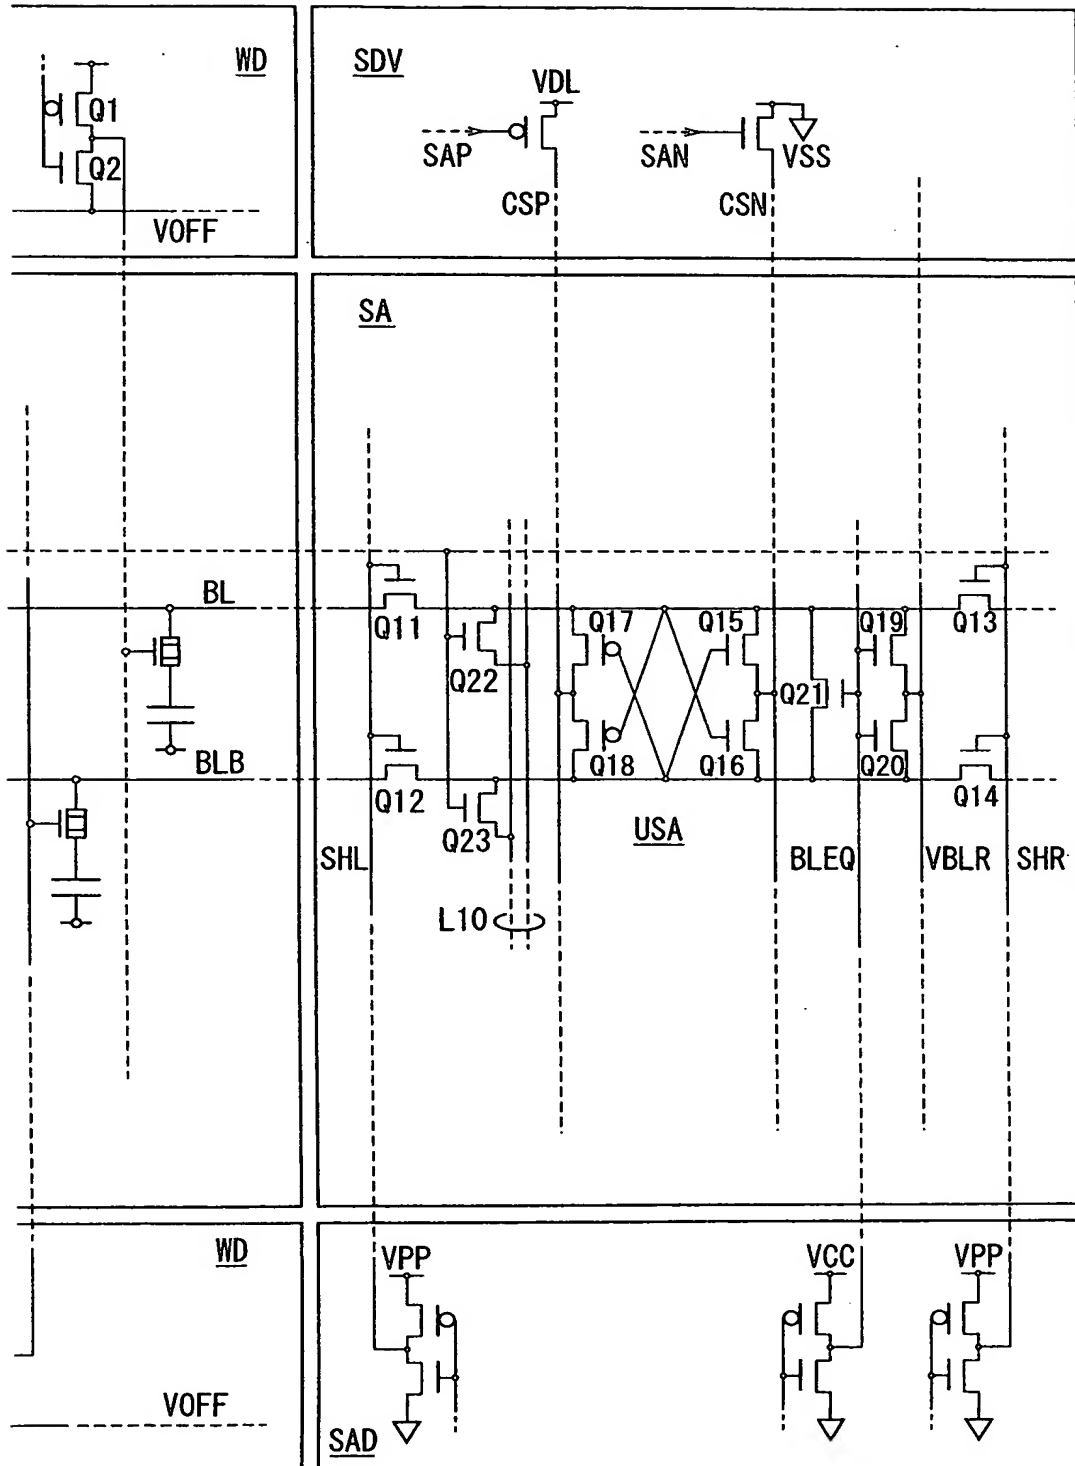 WD
SDV
VDL
Q1
Q2
SAP
SAN
VSS
CSP
CSN
VOFF
SA
BL
Q11
Q17
Q15
Q19
Q13
Q22
Q21
BLB
Q12
Q18
Q16
Q20
Q14
Q23
USA
SHL
BLEQ
VBLR
SHR
L10
WD
VPP
VCC
VPP
VOFF
SAD